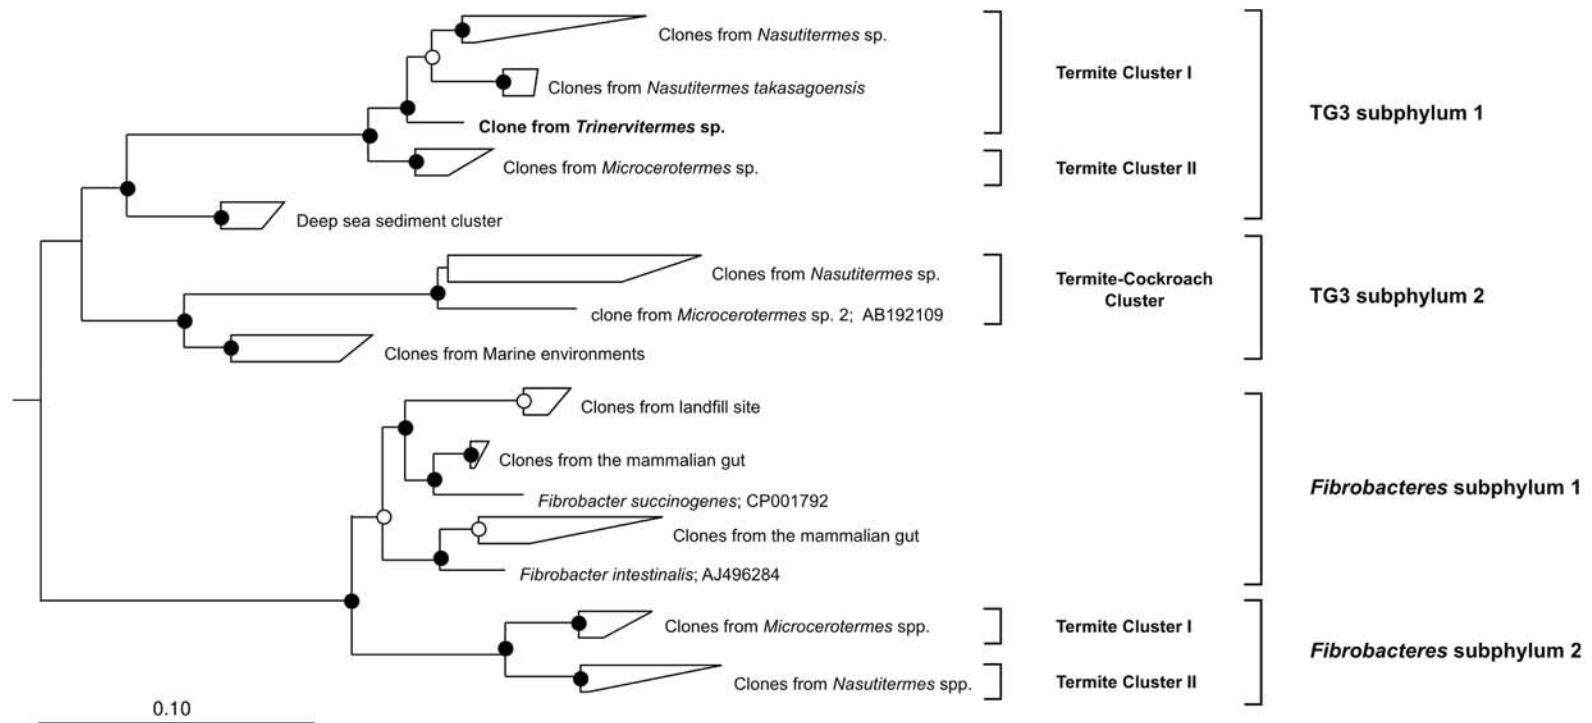 Clones from Nasutitermes sp.
Termite Cluster I
Clones from Nasutitermes takasagoensis
TG3 subphylum 1
Clone from Trinervitermes sp.
Clones from Microcerotermes sp.
Termite Cluster II
Deep sea sediment cluster
Clones from Nasutitermes sp.
Termite-Cockroach
Cluster
TG3 subphylum 2
clone from Microcerotermes sp. 2; AB192109
Clones from Marine environments
Clones from landfill site
Clones from the mammalian gut
Fibrobacteres subphylum 1
Fibrobacter succinogenes; CP001792
Clones from the mammalian gut
Fibrobacter intestinalis; AJ496284
Clones from Microcerotermes spp.
Termite Cluster I
Fibrobacteres subphylum 2
Clones from Nasutitermes spp.
Termite Cluster II
0.10